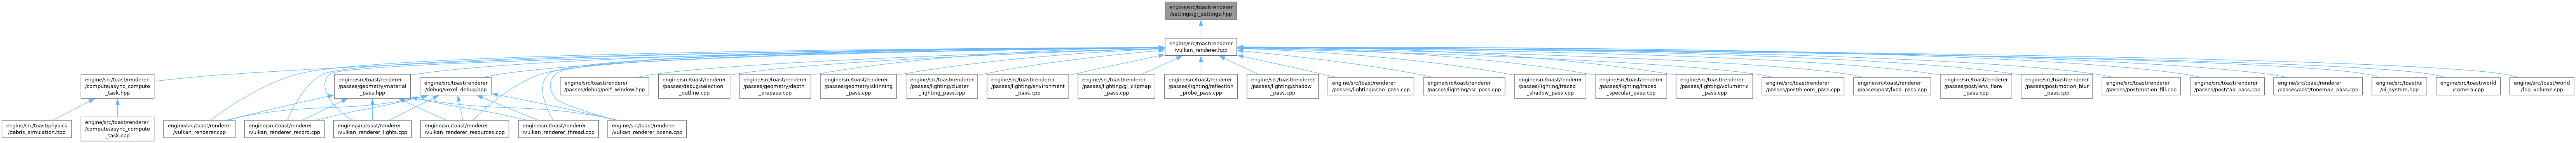 engine/src/toast/renderer
/settings/gi_settings.hpp
engine/src/toast/renderer
/vulkan_renderer.hpp
engine/src/toast/renderer
/compute/async_compute
_task.hpp
engine/src/toast/renderer
/passes/geometry/material
_pass.hpp
engine/src/toast/renderer
/debug/voxel_debug.hpp
engine/src/toast/renderer
/passes/debug/perf_window.hpp
engine/src/toast/renderer
/passes/debug/selection
_outline.cpp
engine/src/toast/renderer
/passes/geometry/depth
_prepass.cpp
engine/src/toast/renderer
/passes/geometry/skinning
_pass.cpp
engine/src/toast/renderer
/passes/lighting/cluster
_lighting_pass.cpp
engine/src/toast/renderer
/passes/lighting/environment
_pass.cpp
engine/src/toast/renderer
/passes/lighting/gi_clipmap
_pass.cpp
engine/src/toast/renderer
/passes/lighting/reflection
_probe_pass.cpp
engine/src/toast/renderer
/passes/lighting/shadow
_pass.cpp
engine/src/toast/renderer
/passes/lighting/ssao_pass.cpp
engine/src/toast/renderer
/passes/lighting/ssr_pass.cpp
engine/src/toast/renderer
/passes/lighting/traced
_shadow_pass.cpp
engine/src/toast/renderer
/passes/lighting/traced
_specular_pass.cpp
engine/src/toast/renderer
/passes/lighting/volumetric
_pass.cpp
engine/src/toast/renderer
/passes/post/bloom_pass.cpp
engine/src/toast/renderer
/passes/post/fxaa_pass.cpp
engine/src/toast/renderer
/passes/post/lens_flare
_pass.cpp
engine/src/toast/renderer
/passes/post/motion_blur
_pass.cpp
engine/src/toast/renderer
/passes/post/motion_fill.cpp
engine/src/toast/renderer
/passes/post/taa_pass.cpp
engine/src/toast/renderer
/passes/post/tonemap_pass.cpp
engine/src/toast/ui
/ui_system.hpp
engine/src/toast/world
/camera.cpp
engine/src/toast/world
/fog_volume.cpp
engine/src/toast/physics
/debris_simulation.hpp
engine/src/toast/renderer
/compute/async_compute
_task.cpp
engine/src/toast/renderer
/vulkan_renderer.cpp
engine/src/toast/renderer
/vulkan_renderer_record.cpp
engine/src/toast/renderer
/vulkan_renderer_lights.cpp
engine/src/toast/renderer
/vulkan_renderer_resources.cpp
engine/src/toast/renderer
/vulkan_renderer_thread.cpp
engine/src/toast/renderer
/vulkan_renderer_scene.cpp